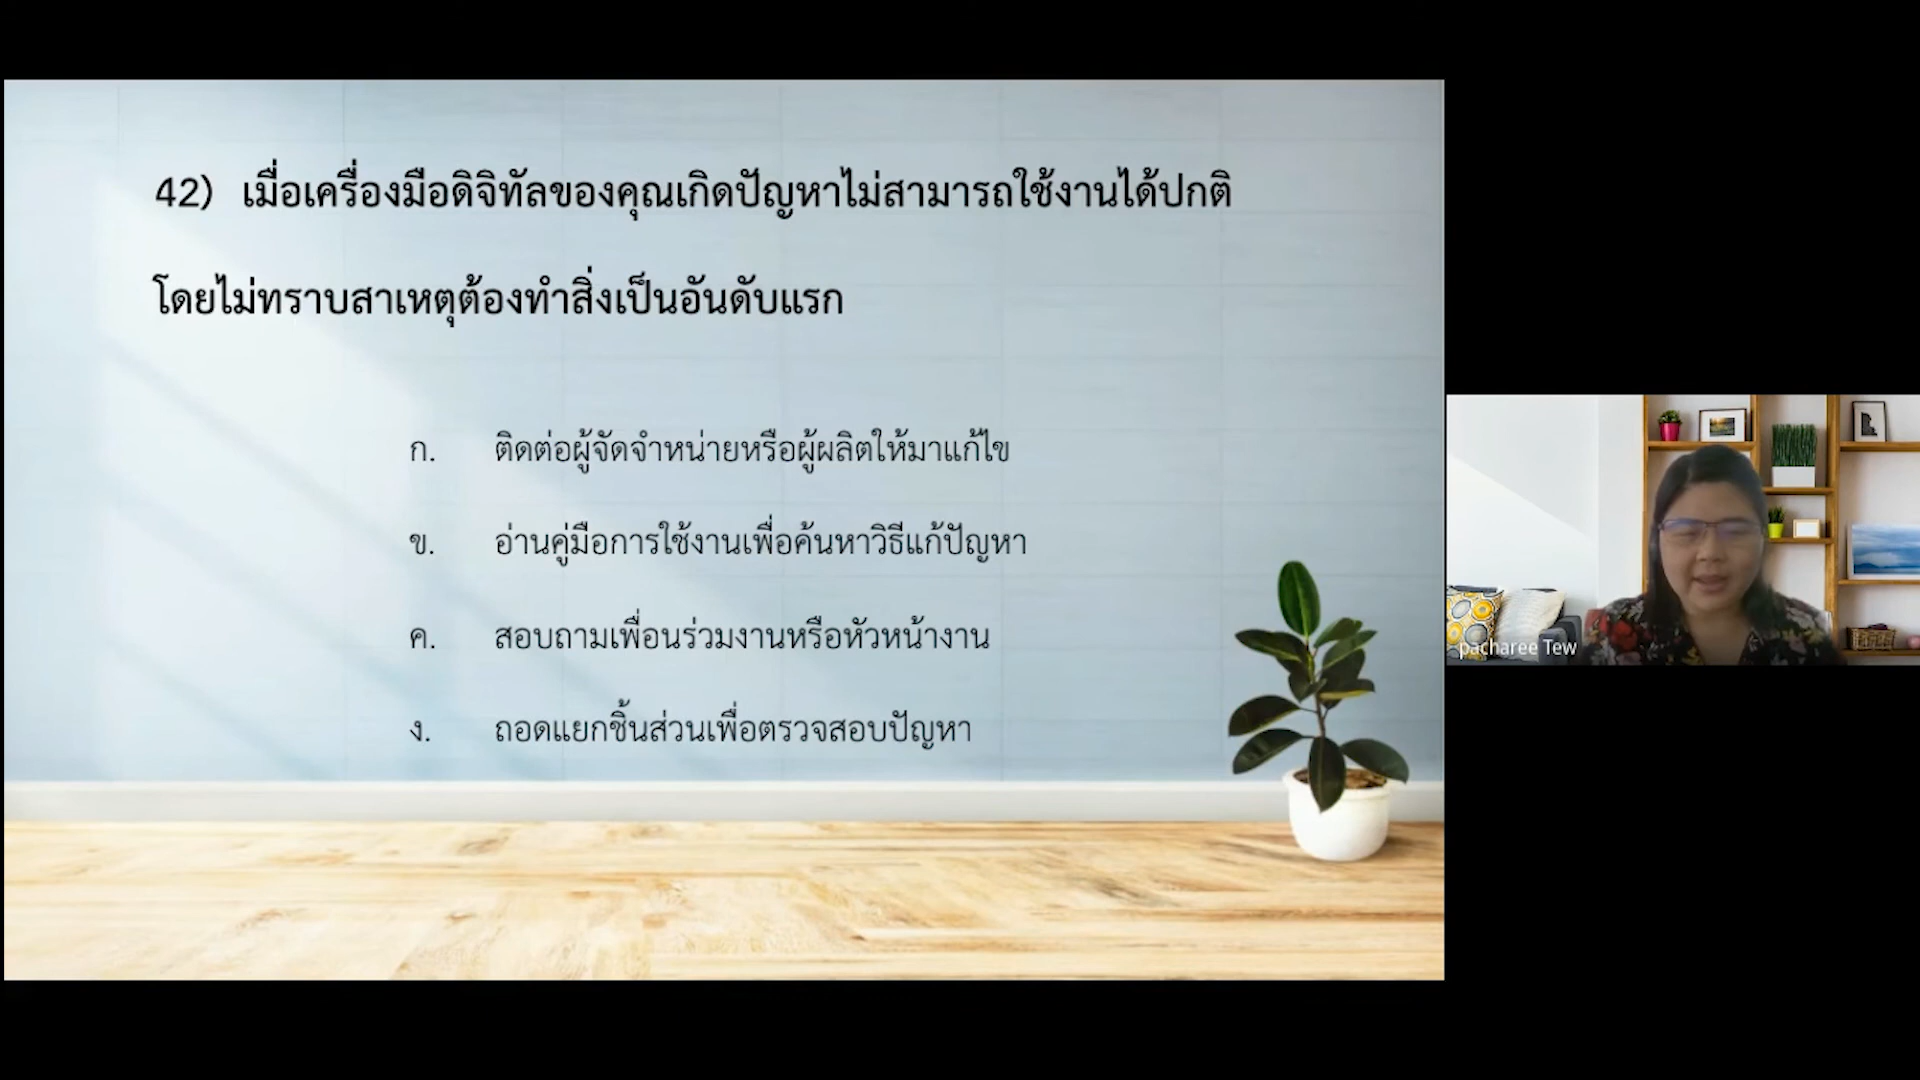 42) เมื่อเครื่องมือดิจิทัลของคุณเกิดปัญหาไม่สามารถใช้งานได้ปกติ
โดยไม่ทราบสาเหตุต้องทำสิ่งเป็นอันดับแรก
ก. ติดต่อผู้จัดจำหน่ายหรือผู้ผลิตให้มาแก้ไข
ข. อ่านคู่มือการใช้งานเพื่อค้นหาวิธีแก้ปัญหา
ค. สอบถามเพื่อนร่วมงานหรือหัวหน้างาน
ง. ถอดแยกชิ้นส่วนเพื่อตรวจสอบปัญหา
pacharee Tew